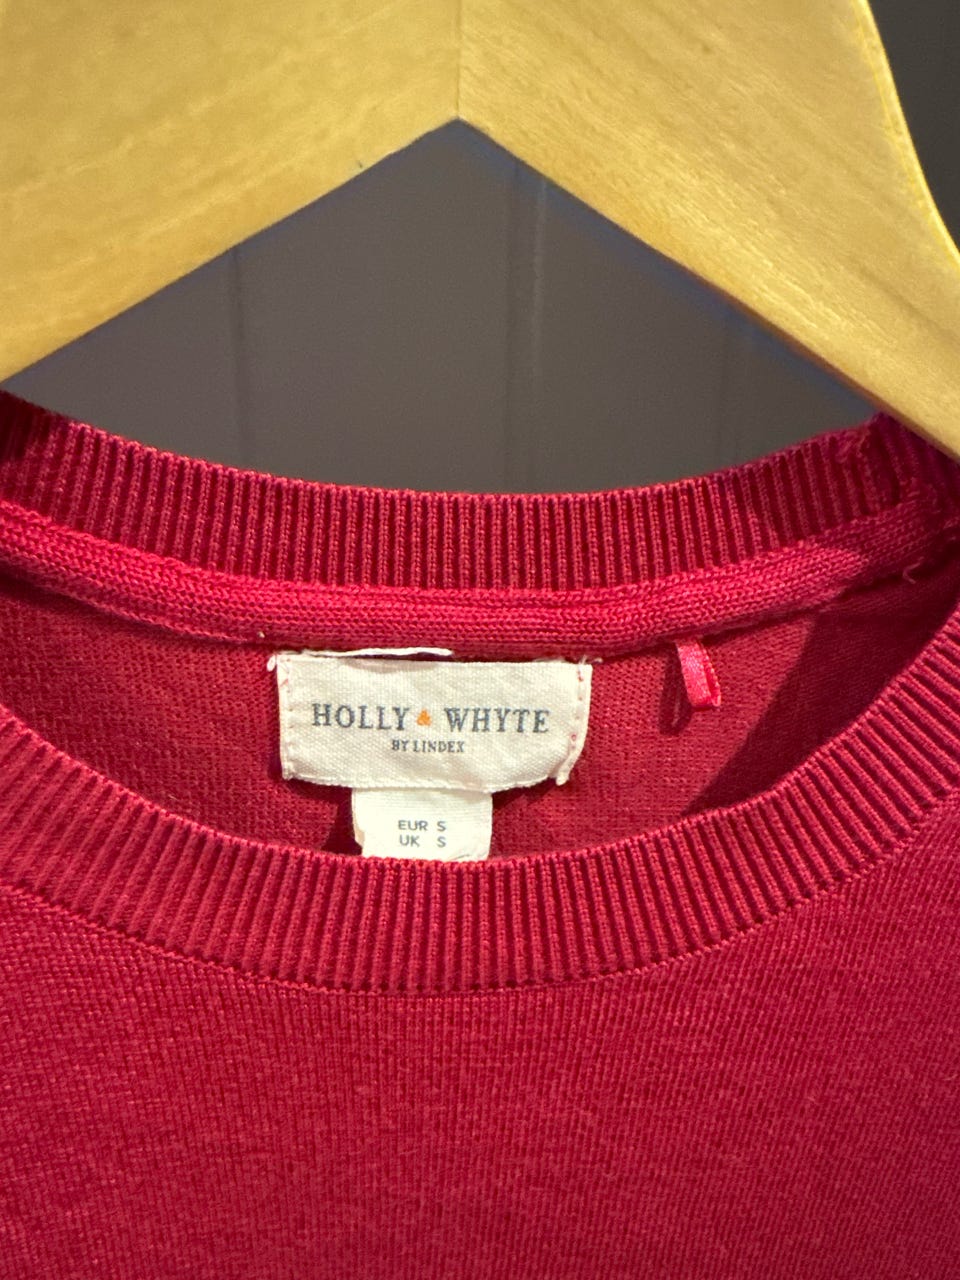 HOLLY & WHYTE
BY LINDEX
EUR S
UK S